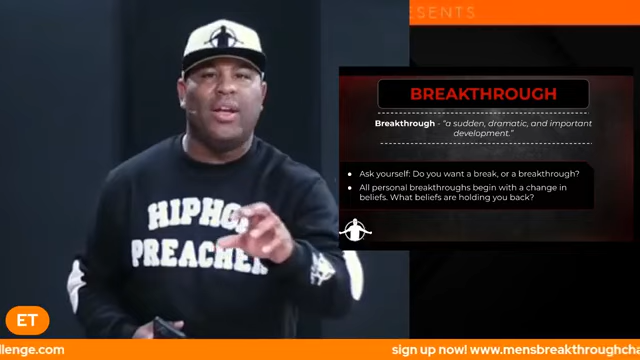 ESENTS
BREAKTHROUGH
Breakthrough - “a sudden, dramatic, and important
development.”
Ask yourself: Do you want a break, or a breakthrough?
All personal breakthroughs begin with a change in
beliefs. What beliefs are holding you back?
HIPHOP
PREACHER
ET
llenge.com
sign up now! www.mensbreakthroughcha